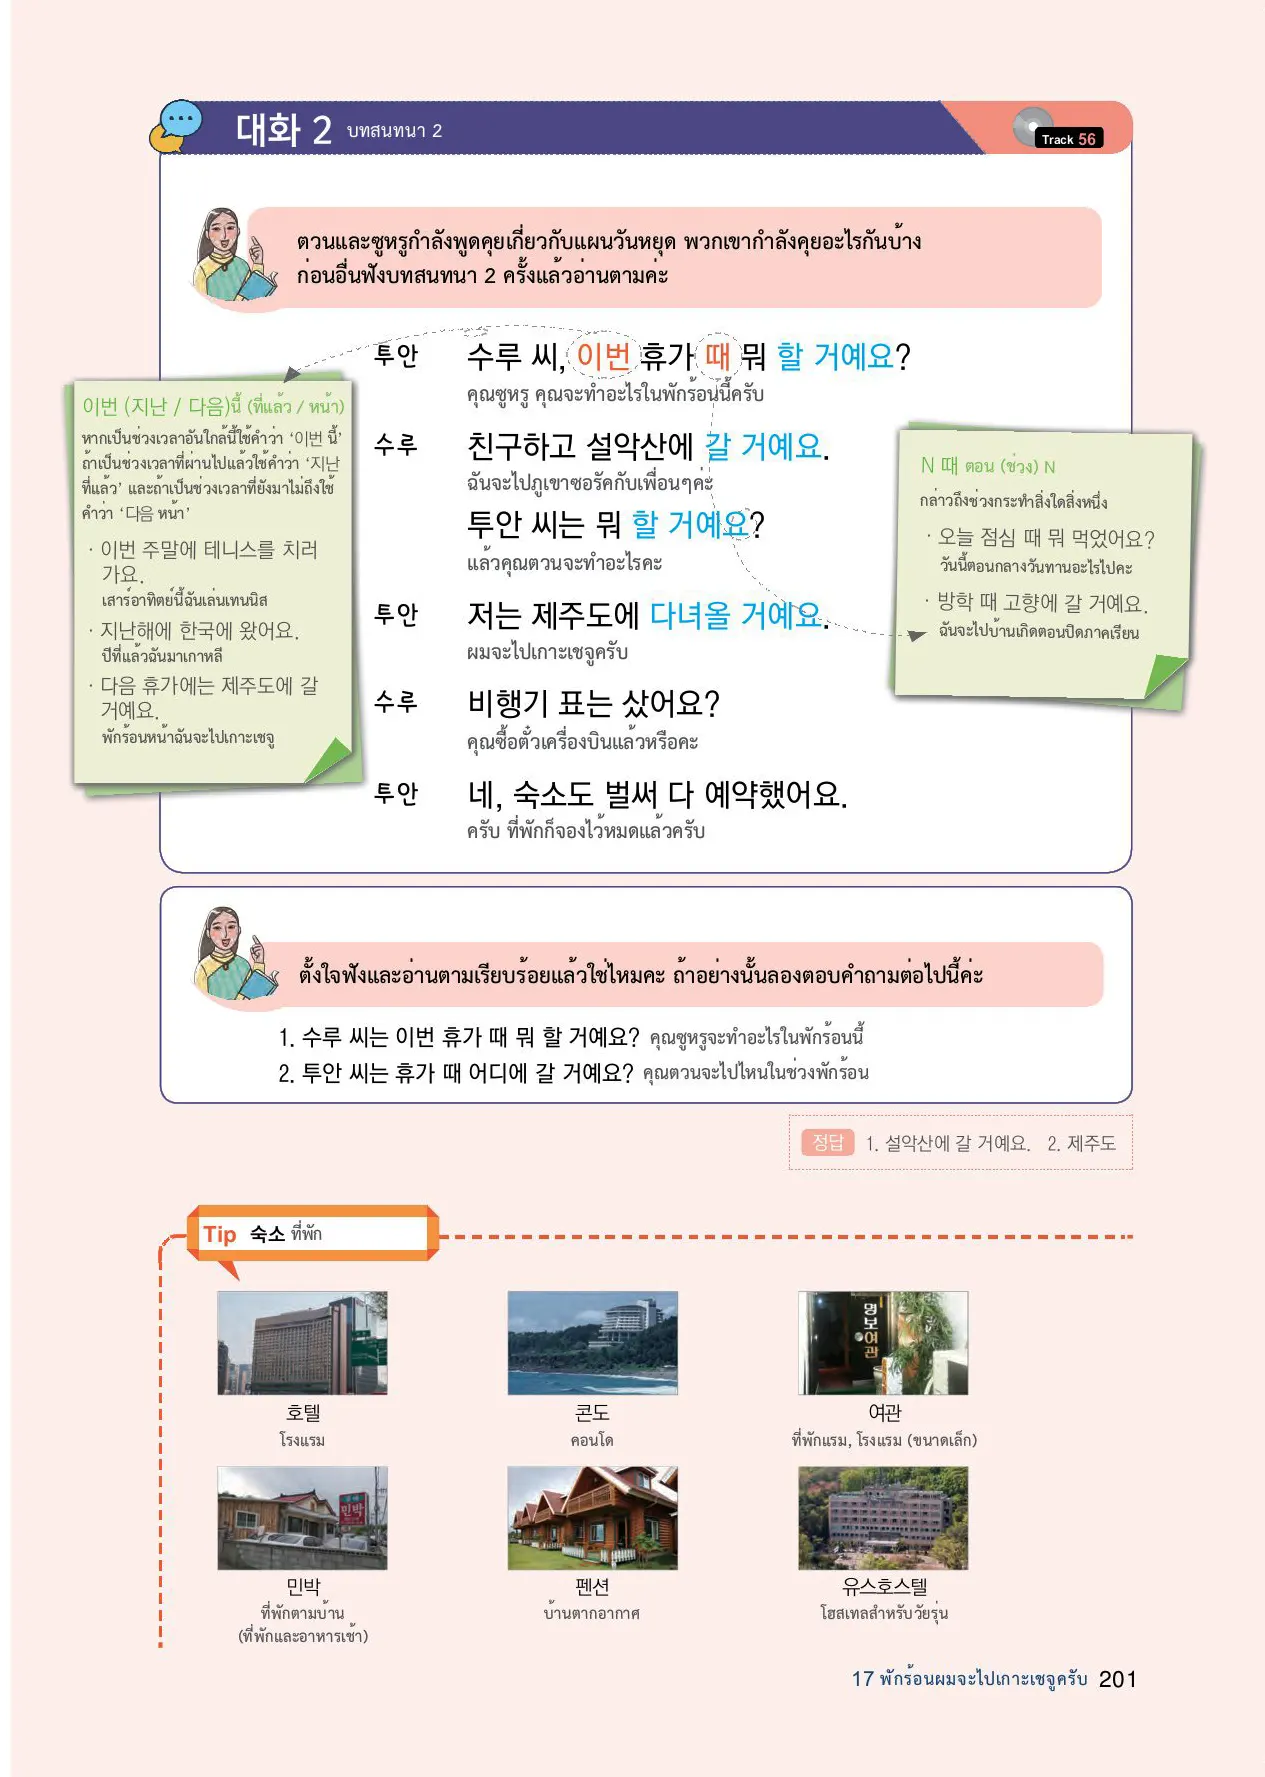 대화 2 บทสนทนา 2
Track 56
ตวนและซูหรูกำลังพูดคุยเกี่ยวกับแผนวันหยุด พวกเขากำลังคุยอะไรกันบ้าง
ก่อนอื่นฟังบทสนทนา 2 ครั้งแล้วอ่านตามค่ะ
투안 수루 씨, 이번 휴가 때 뭐 할 거예요?
คุณซูหรู คุณจะทำอะไรในพักร้อนนี้ครับ
수루 친구하고 설악산에 갈 거예요.
ฉันจะไปภูเขาซอรัคกับเพื่อนๆค่ะ
투안 씨는 뭐 할 거예요?
แล้วคุณตวนจะทำอะไรคะ
투안 저는 제주도에 다녀올 거예요.
ผมจะไปเกาะเชจูครับ
수루 비행기 표는 샀어요?
คุณซื้อตั๋วเครื่องบินแล้วหรือคะ
투안 네, 숙소도 벌써 다 예약했어요.
ครับ ที่พักก็จองไว้หมดแล้วครับ
이번 (지난 / 다음)นี้ (ที่แล้ว / หน้า)
หากเป็นช่วงเวลาอันใกล้นี้ใช้คำว่า ‘이번 นี้’
ถ้าเป็นช่วงเวลาที่ผ่านไปแล้วใช้คำว่า ‘지난
ที่แล้ว’ และถ้าเป็นช่วงเวลาที่ยังมาไม่ถึงใช้
คำว่า ‘다음 หน้า’
· 이번 주말에 테니스를 치러
가요.
เสาร์อาทิตย์นี้ฉันเล่นเทนนิส
· 지난해에 한국에 왔어요.
ปีที่แล้วฉันมาเกาหลี
· 다음 휴가에는 제주도에 갈
거예요.
พักร้อนหน้าฉันจะไปเกาะเชจู
N 때 ตอน (ช่วง) N
กล่าวถึงช่วงกระทำสิ่งใดสิ่งหนึ่ง
· 오늘 점심 때 뭐 먹었어요?
วันนี้ตอนกลางวันทานอะไรไปคะ
· 방학 때 고향에 갈 거예요.
ฉันจะไปบ้านเกิดตอนปิดภาคเรียน
ตั้งใจฟังและอ่านตามเรียบร้อยแล้วใช่ไหมคะ ถ้าอย่างนั้นลองตอบคำถามต่อไปนี้ค่ะ
1. 수루 씨는 이번 휴가 때 뭐 할 거예요? คุณซูหรูจะทำอะไรในพักร้อนนี้
2. 투안 씨는 휴가 때 어디에 갈 거예요? คุณตวนจะไปไหนในช่วงพักร้อน
정답 1. 설악산에 갈 거예요. 2. 제주도
Tip 숙소 ที่พัก
명보여관
호텔
โรงแรม
콘도
คอนโด
여관
ที่พักแรม, โรงแรม (ขนาดเล็ก)
민박
민박
ที่พักตามบ้าน
(ที่พักและอาหารเช้า)
펜션
บ้านตากอากาศ
유스호스텔
โฮสเทลสำหรับวัยรุ่น
17 พักร้อนผมจะไปเกาะเชจูครับ 201